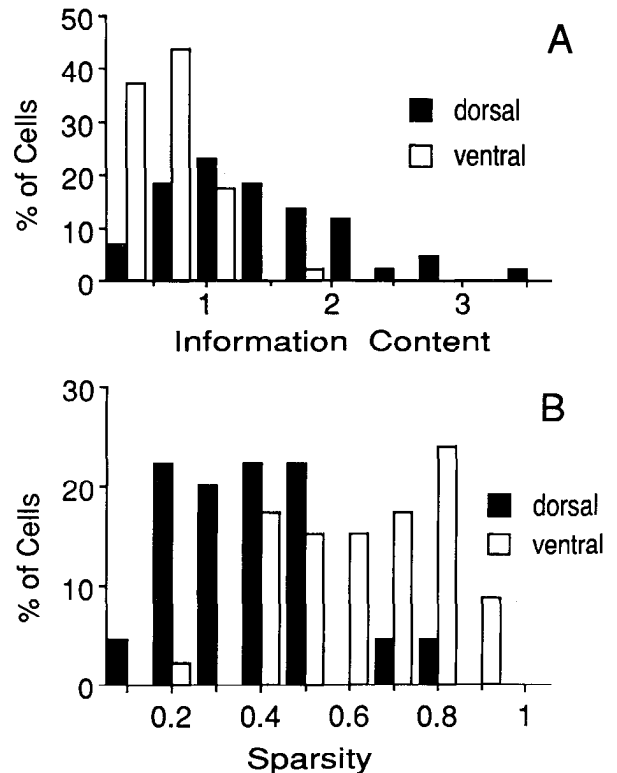 A
50
40
30
20
10
0
% of Cells
dorsal
ventral
1 2 3
Information Content
B
30
20
10
0
% of Cells
dorsal
ventral
0.2 0.4 0.6 0.8 1
Sparsity